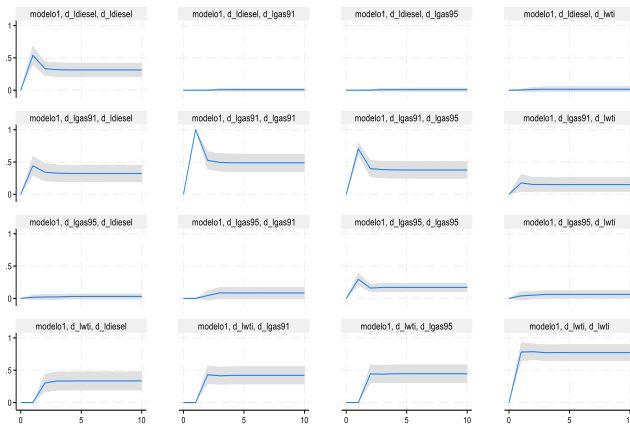 modelo1, d_ldiesel, d_ldiesel
modelo1, d_ldiesel, d_lgas91
modelo1, d_ldiesel, d_lgas95
modelo1, d_ldiesel, d_lwti
1
.5
0
modelo1, d_lgas91, d_ldiesel
modelo1, d_lgas91, d_lgas91
modelo1, d_lgas91, d_lgas95
modelo1, d_lgas91, d_lwti
1
.5
0
modelo1, d_lgas95, d_ldiesel
modelo1, d_lgas95, d_lgas91
modelo1, d_lgas95, d_lgas95
modelo1, d_lgas95, d_lwti
1
.5
0
modelo1, d_lwti, d_ldiesel
modelo1, d_lwti, d_lgas91
modelo1, d_lwti, d_lgas95
modelo1, d_lwti, d_lwti
1
.5
0
0 5 10
0 5 10
0 5 10
0 5 1